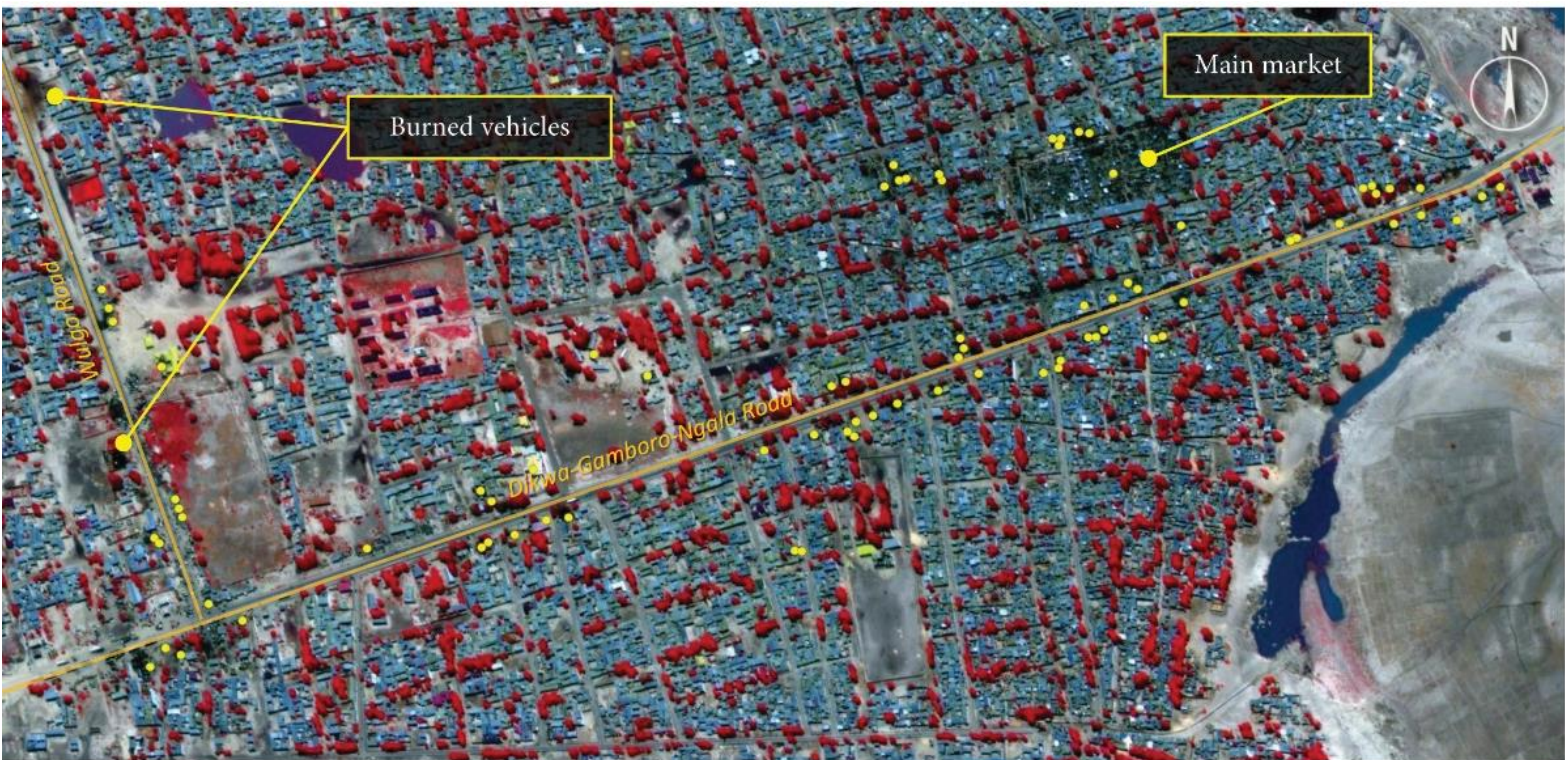 N
Main market
Burned vehicles
Wulgo Road
Dikwa-Gamboro-Ngala Road